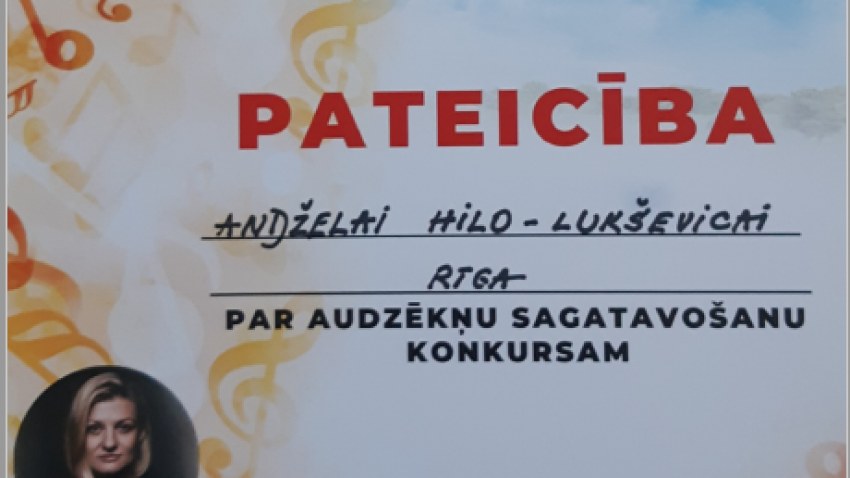 PATEICĪBA
ANDŽELAI HILO-LUKŠEVICAI
RIGA
PAR AUDZĒKŅU SAGATAVOŠANU
KONKURSAM